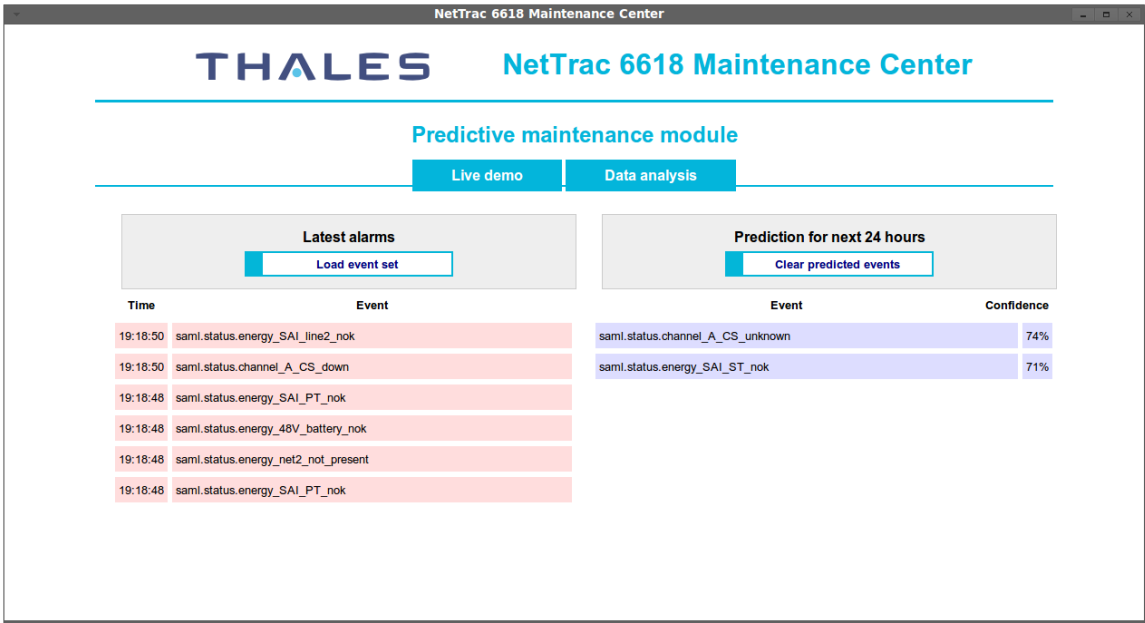 NetTrac 6618 Maintenance Center
THALES NetTrac 6618 Maintenance Center
Predictive maintenance module
Live demo Data analysis
Latest alarms
Load event set
Time Event
19:18:50 saml.status.energy_SAI_line2_nok
19:18:50 saml.status.channel_A_CS_down
19:18:48 saml.status.energy_SAI_PT_nok
19:18:48 saml.status.energy_48V_battery_nok
19:18:48 saml.status.energy_net2_not_present
19:18:48 saml.status.energy_SAI_PT_nok
Prediction for next 24 hours
Clear predicted events
Event Confidence
saml.status.channel_A_CS_unknown 74%
saml.status.energy_SAI_ST_nok 71%